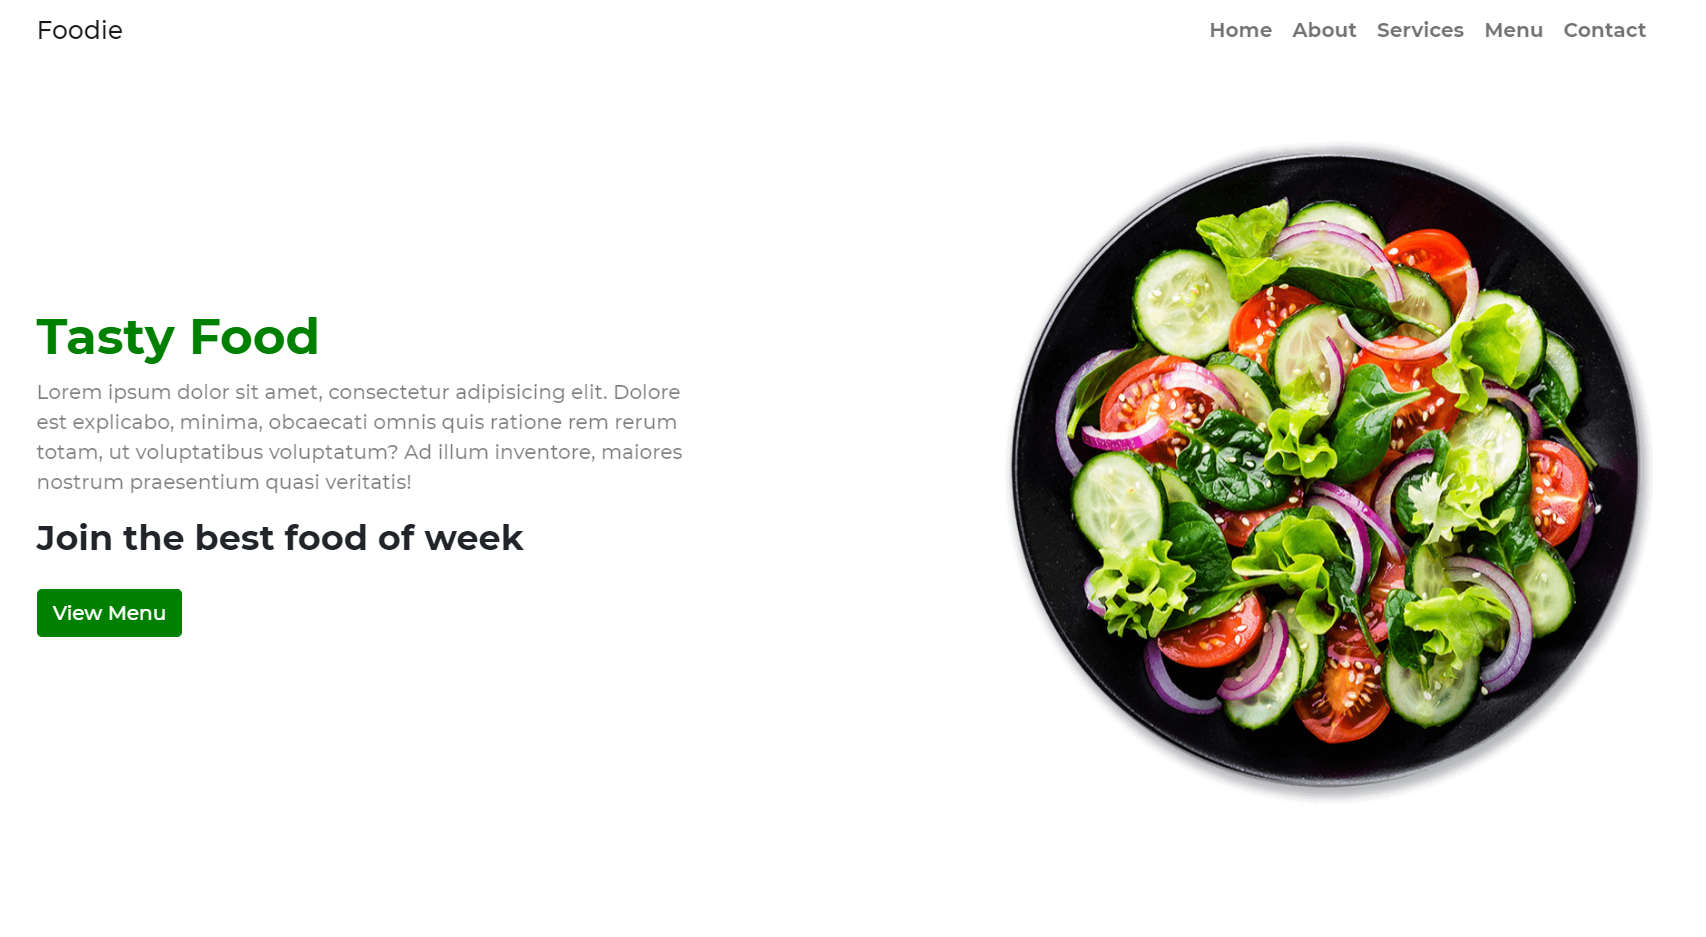 Foodie
Home About Services Menu Contact
Tasty Food
Lorem ipsum dolor sit amet, consectetur adipisicing elit. Dolore
est explicabo, minima, obcaecati omnis quis ratione rem rerum
totam, ut voluptatibus voluptatum? Ad illum inventore, maiores
nostrum praesentium quasi veritatis!
Join the best food of week
View Menu